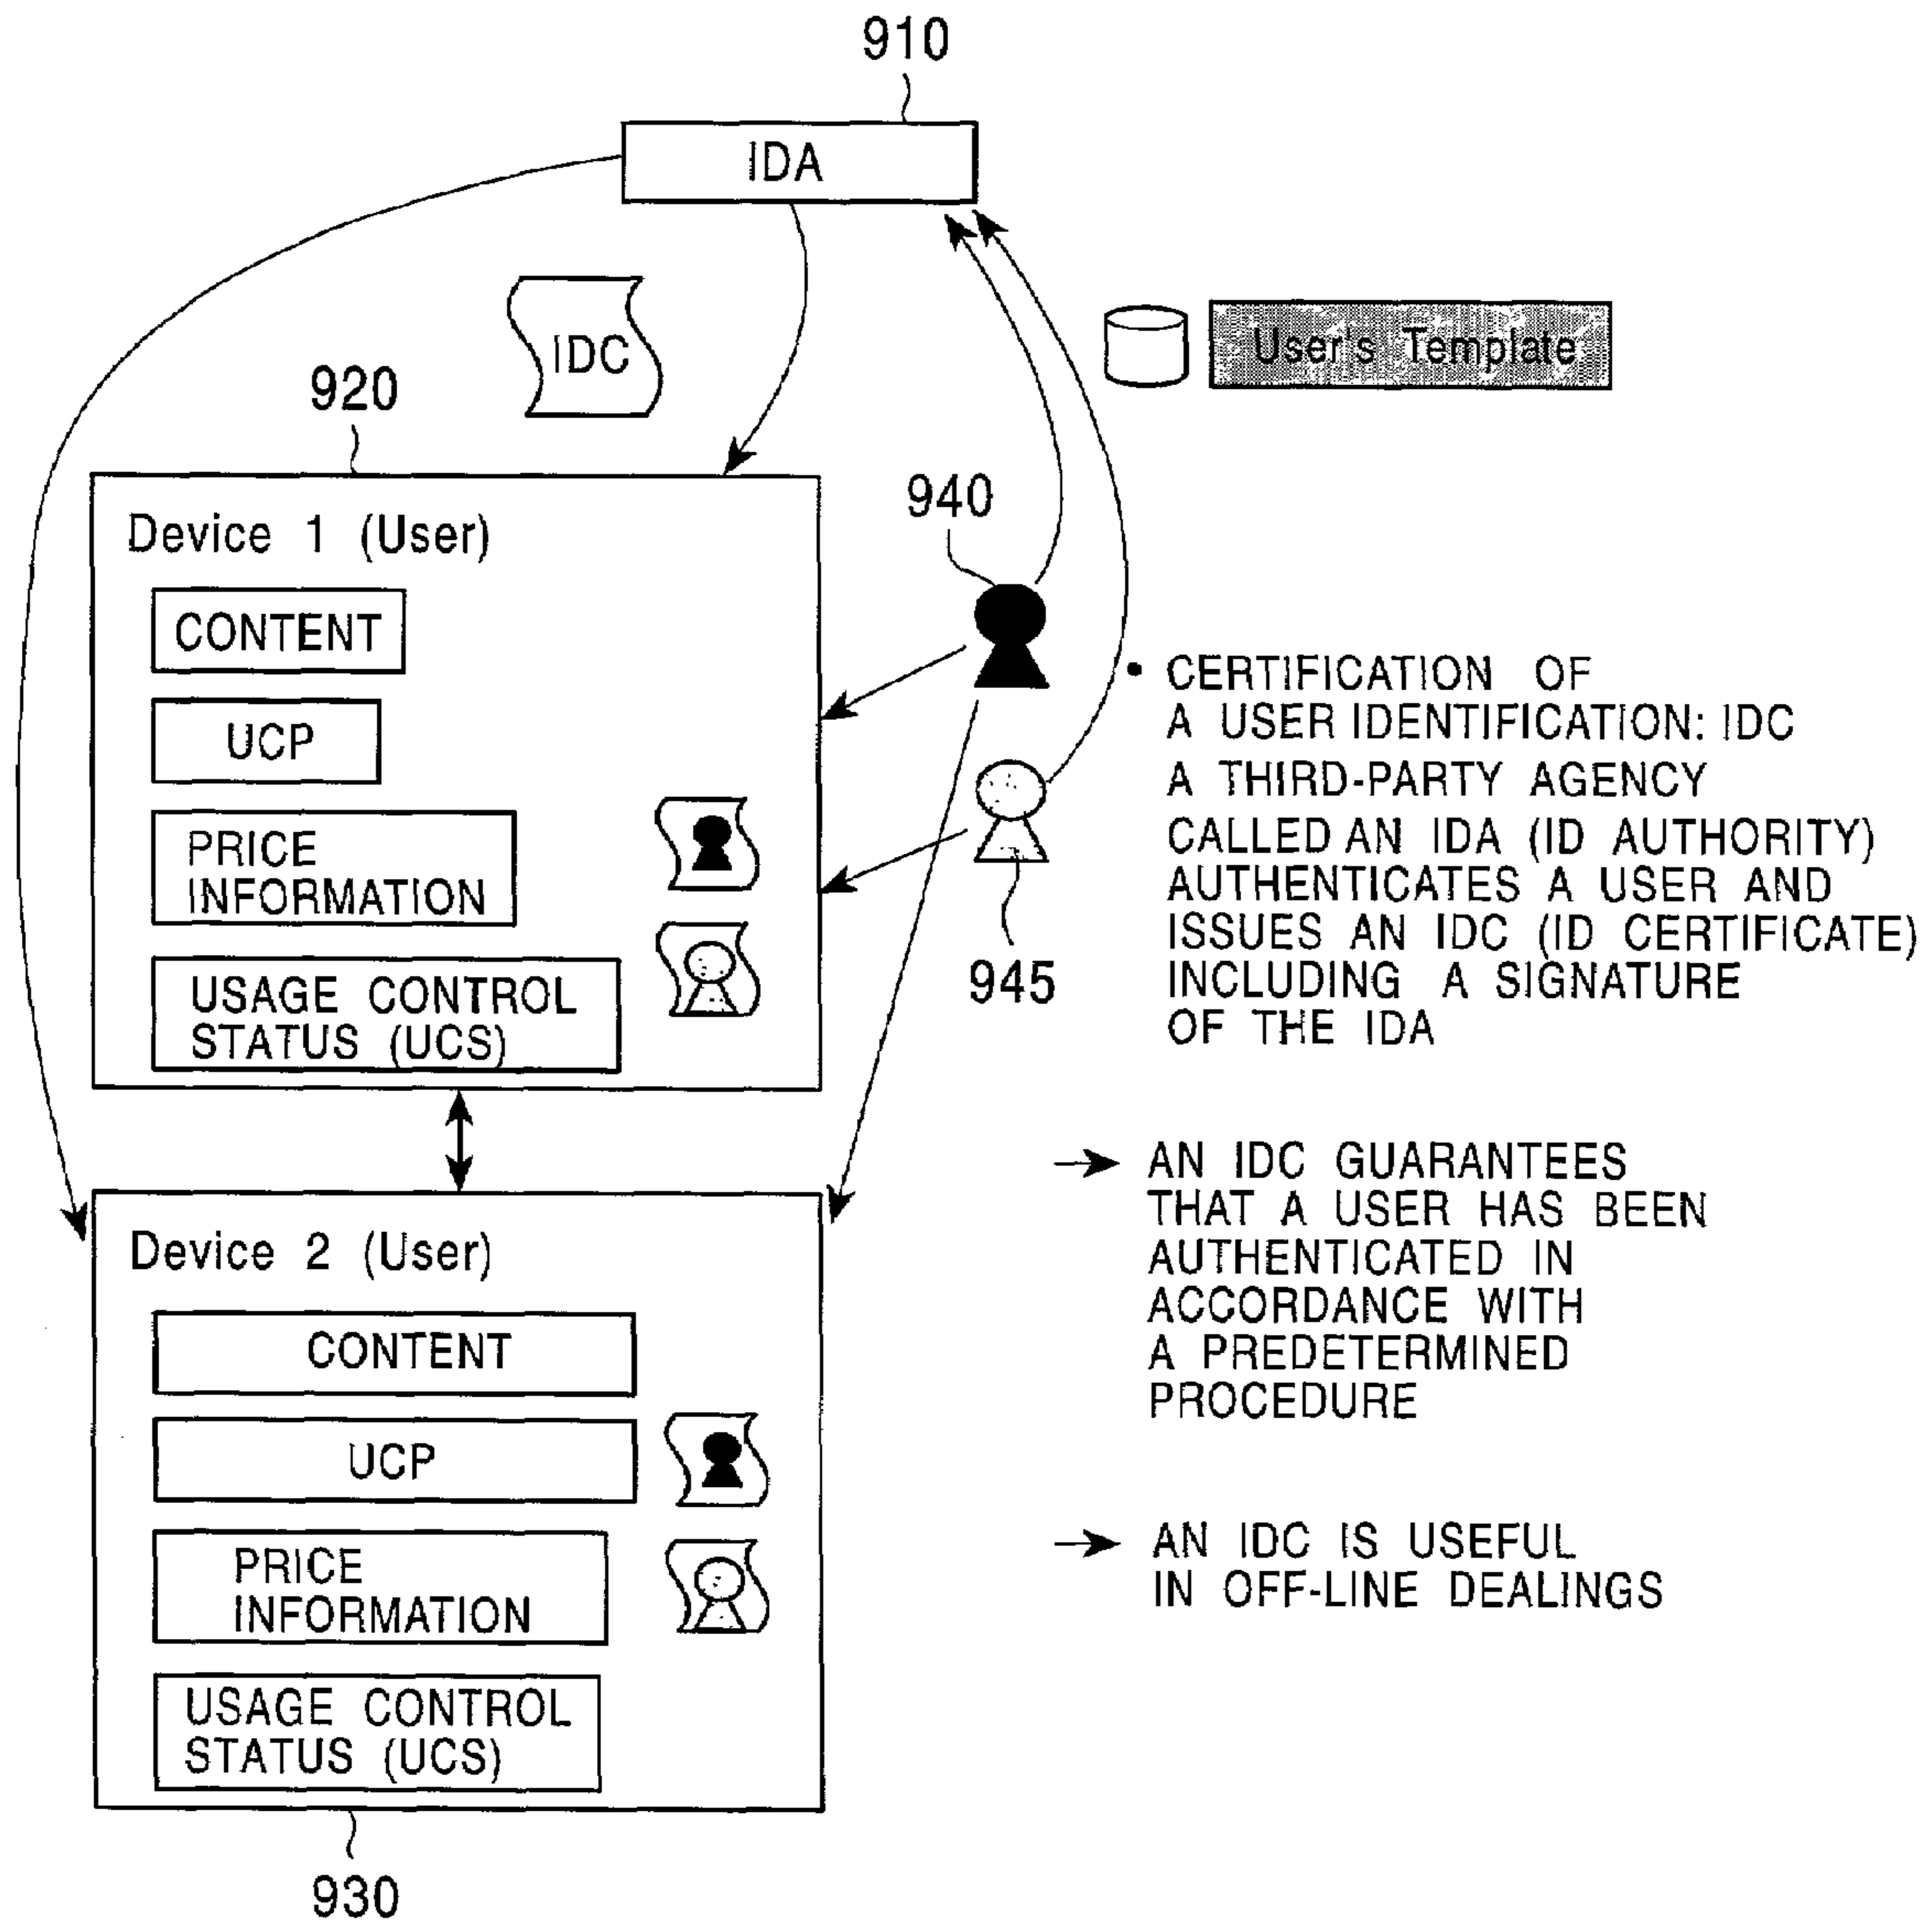 910
IDA
IDC
User's Template
920
Device 1 (User)
CONTENT
UCP
PRICE
INFORMATION
USAGE CONTROL
STATUS (UCS)
940
945
• CERTIFICATION OF
A USER IDENTIFICATION: IDC
A THIRD-PARTY AGENCY
CALLED AN IDA (ID AUTHORITY)
AUTHENTICATES A USER AND
ISSUES AN IDC (ID CERTIFICATE)
INCLUDING A SIGNATURE
OF THE IDA
→ AN IDC GUARANTEES
THAT A USER HAS BEEN
AUTHENTICATED IN
ACCORDANCE WITH
A PREDETERMINED
PROCEDURE
→ AN IDC IS USEFUL
IN OFF-LINE DEALINGS
Device 2 (User)
CONTENT
UCP
PRICE
INFORMATION
USAGE CONTROL
STATUS (UCS)
930